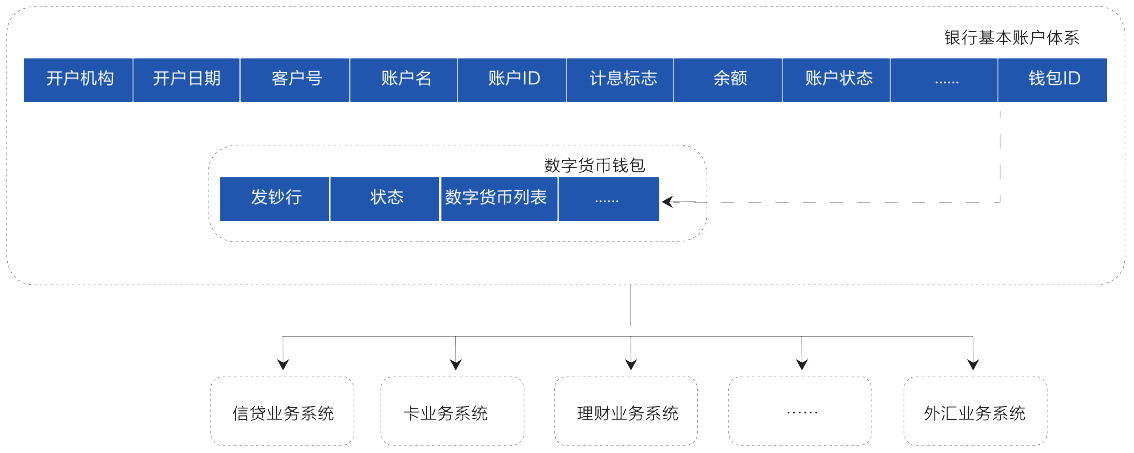 银行基本账户体系
开户机构 开户日期 客户号 账户名 账户ID 计息标志 余额 账户状态 ...... 钱包ID
数字货币钱包
发钞行 状态 数字货币列表 ......
信贷业务系统 卡业务系统 理财业务系统 ...... 外汇业务系统